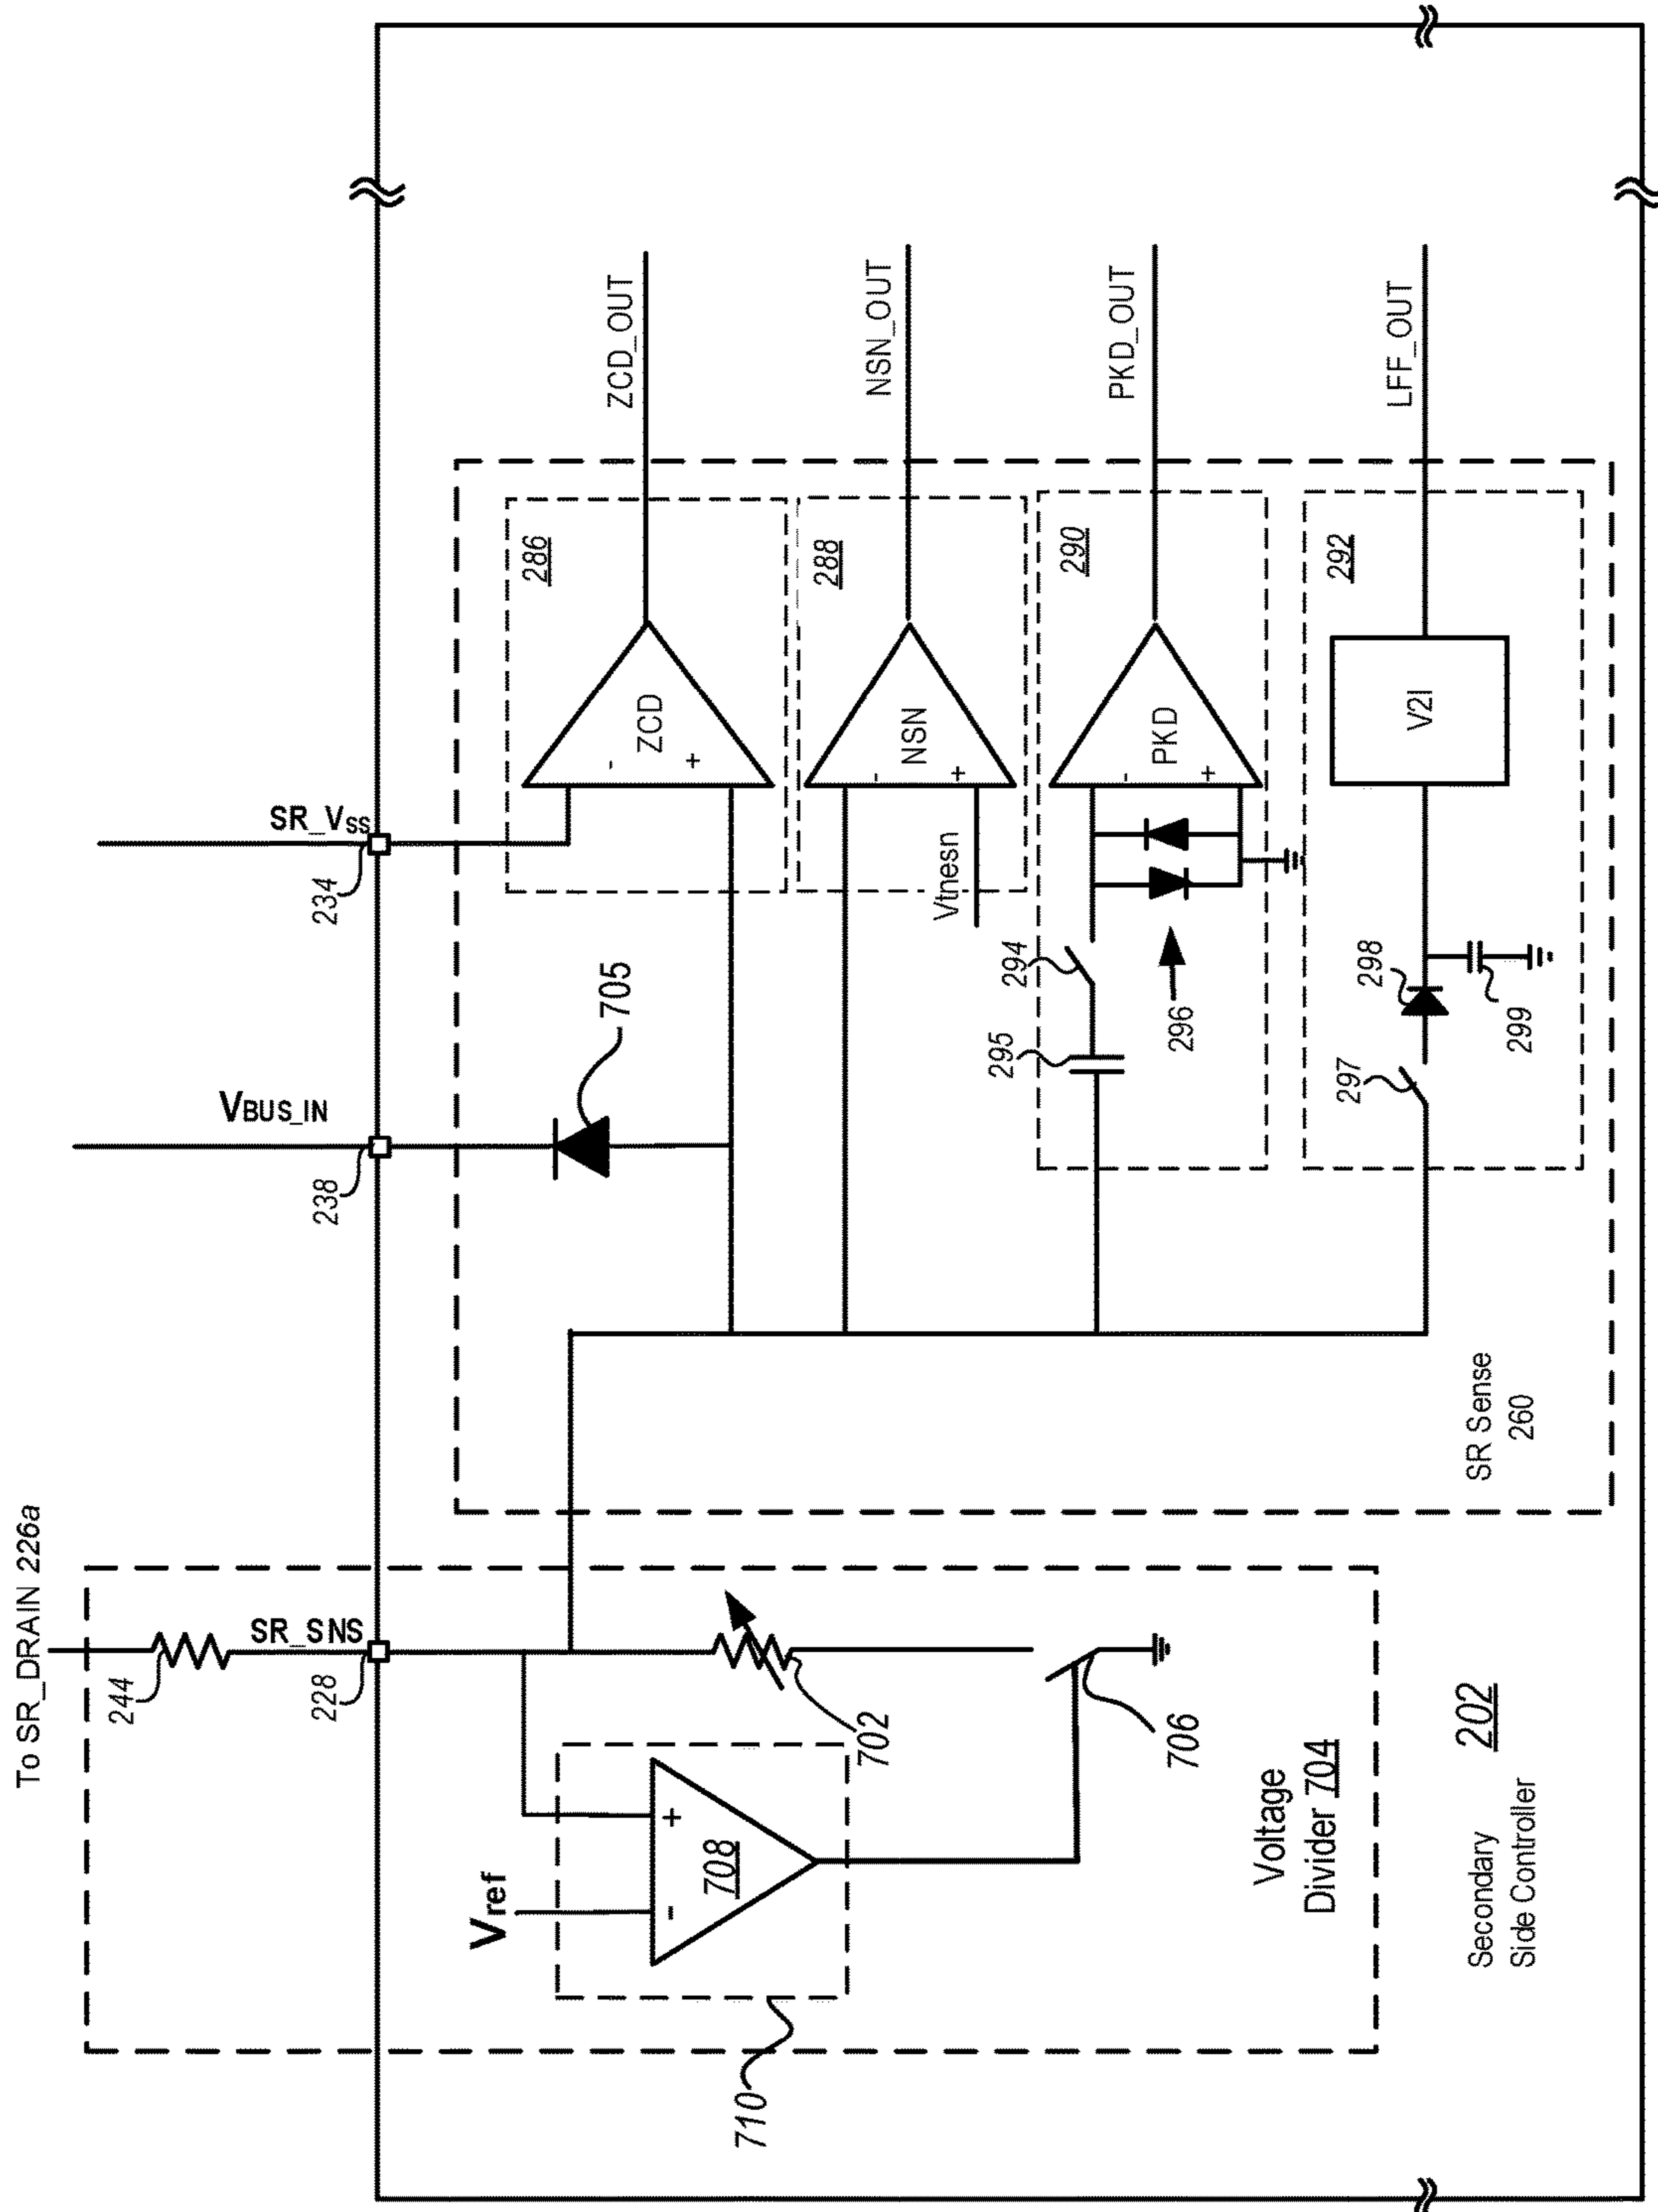 To SR_DRAIN 226a
244
SR_SNS
228
VBUS_IN
238
SR_VSS
234
705
Vref
-
+
708
710
702
706
Voltage
Divider 704
Secondary
Side Controller
202
SR Sense
260
286
-
ZCD
+
ZCD_OUT
288
-
NSN
+
Vtnesn
NSN_OUT
290
294
295
296
-
PKD
+
PKD_OUT
292
297
298
299
V2I
LFF_OUT